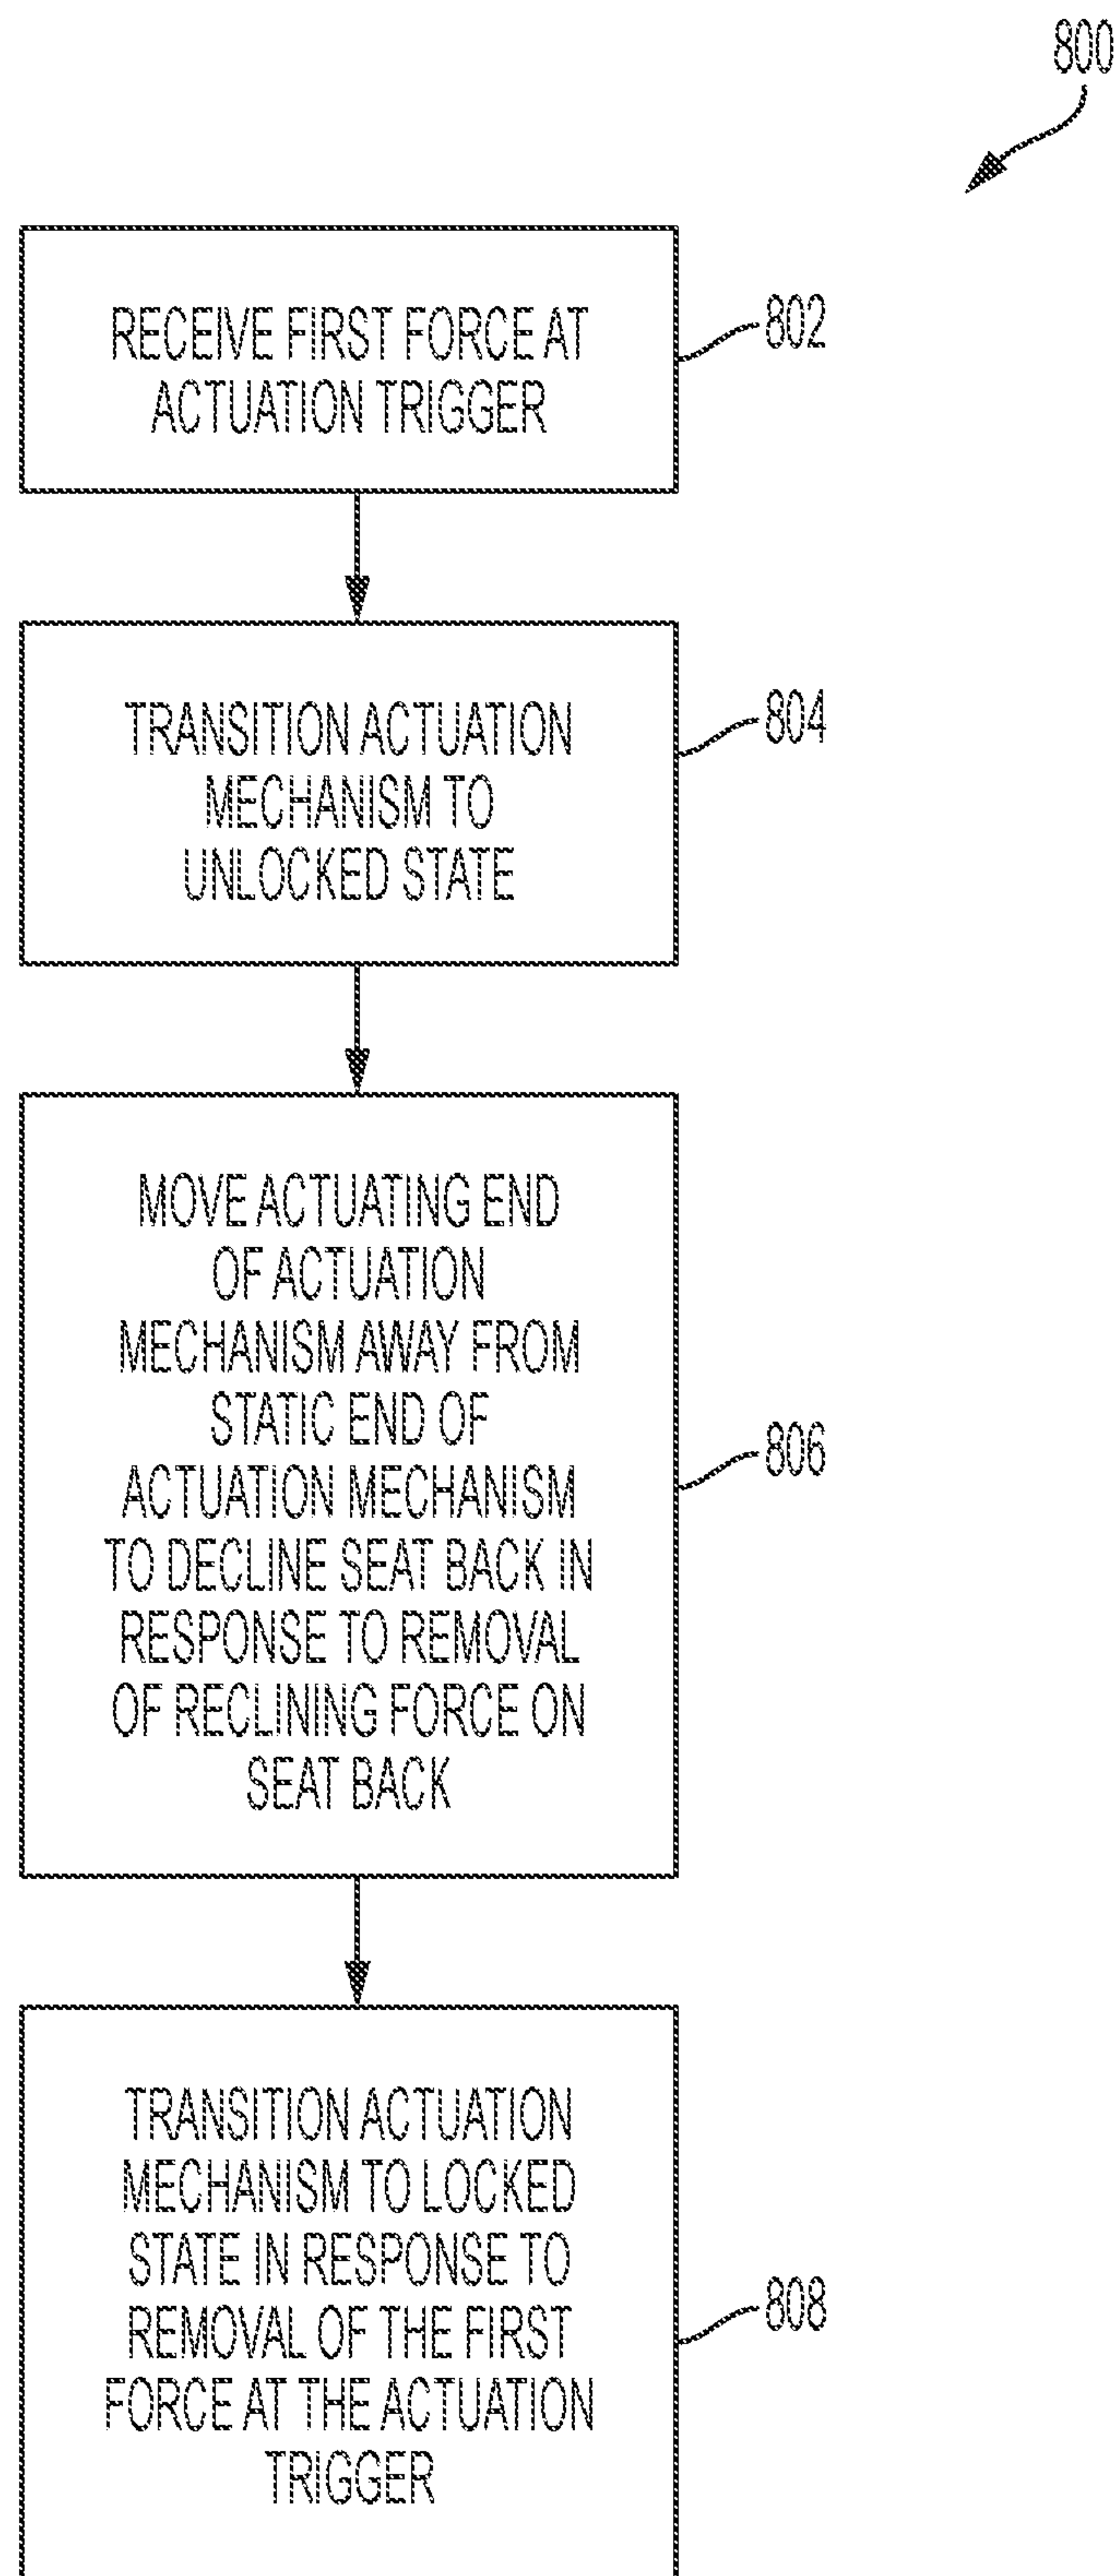 800
RECEIVE FIRST FORCE AT
ACTUATION TRIGGER
802
TRANSITION ACTUATION
MECHANISM TO
UNLOCKED STATE
804
MOVE ACTUATING END
OF ACTUATION
MECHANISM AWAY FROM
STATIC END OF
ACTUATION MECHANISM
TO DECLINE SEAT BACK IN
RESPONSE TO REMOVAL
OF RECLINING FORCE ON
SEAT BACK
806
TRANSITION ACTUATION
MECHANISM TO LOCKED
STATE IN RESPONSE TO
REMOVAL OF THE FIRST
FORCE AT THE ACTUATION
TRIGGER
808